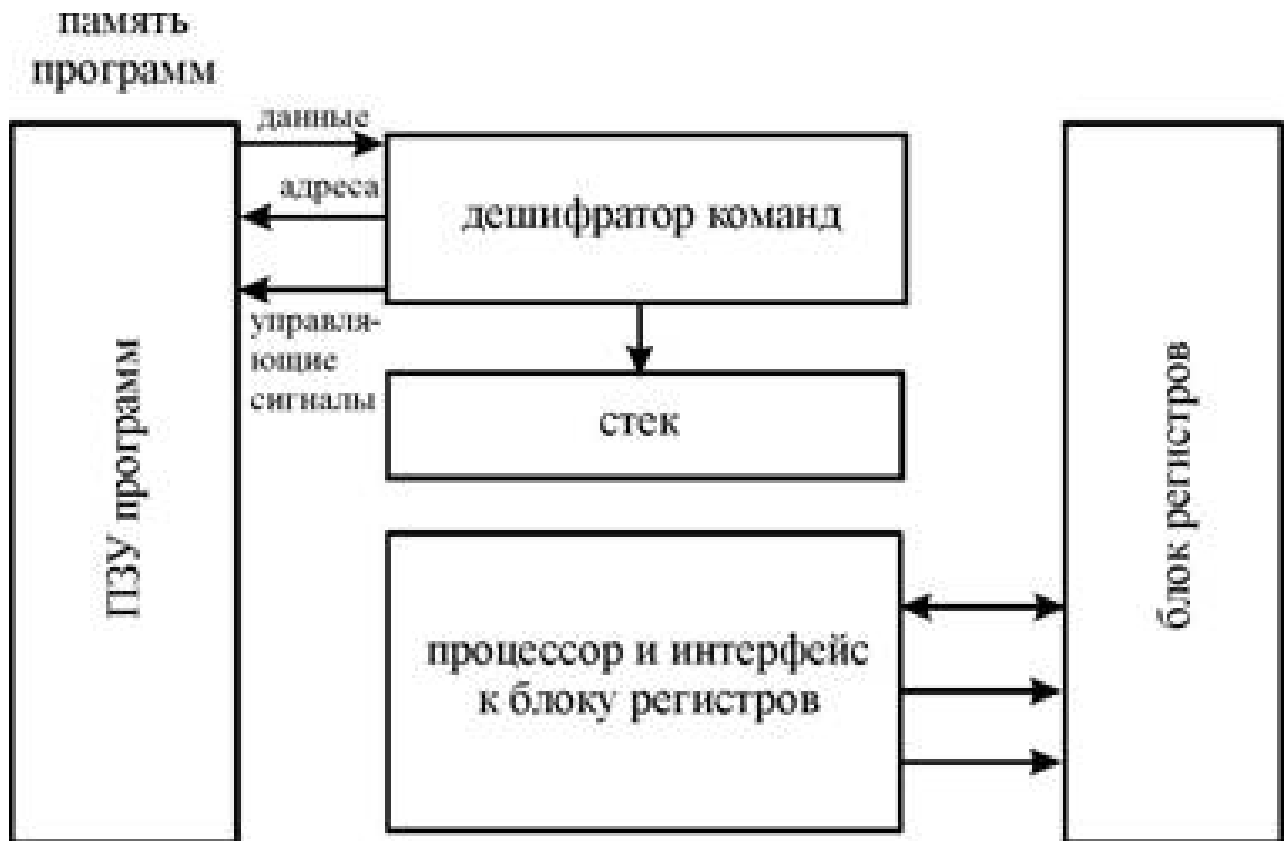 память
программ
данные
адреса
управля-
ющие
сигналы
ПЗУ программ
дешифратор команд
стек
процессор и интерфейс
к блоку регистров
блок регистров